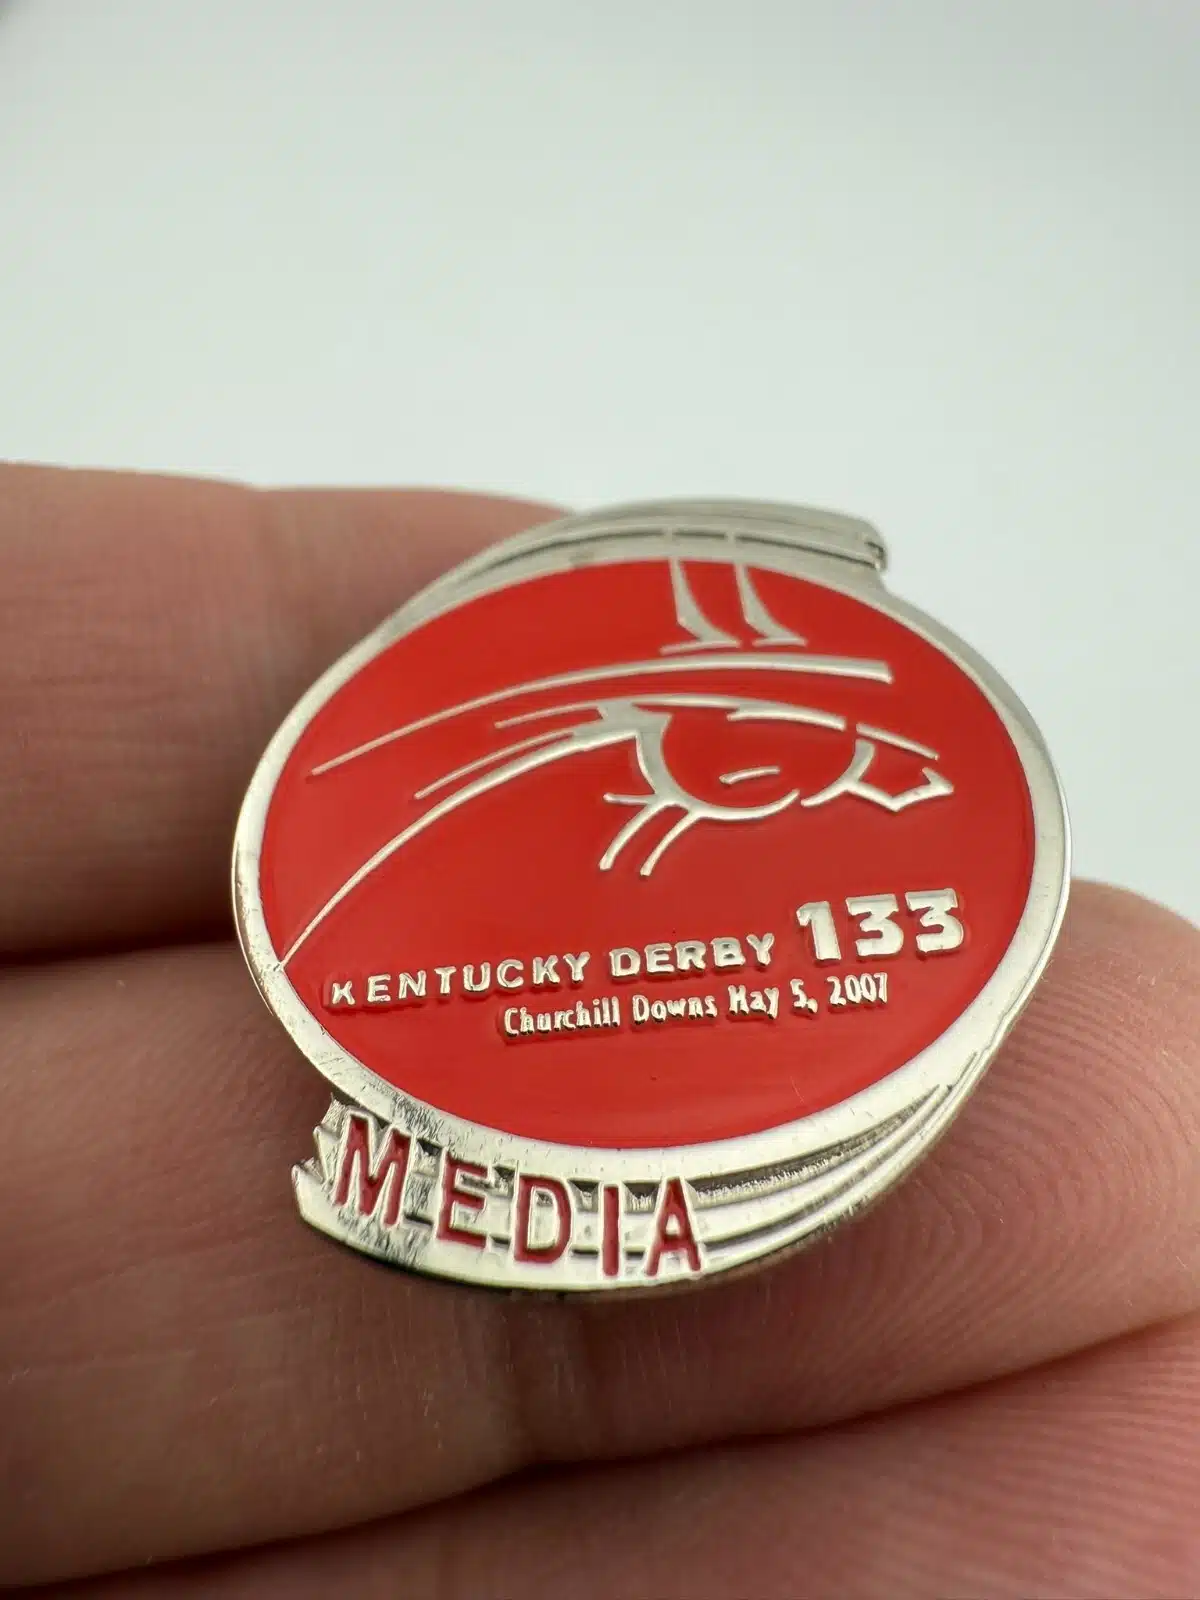 KENTUCKY DERBY 133
Churchill Downs May 5, 2007
MEDIA